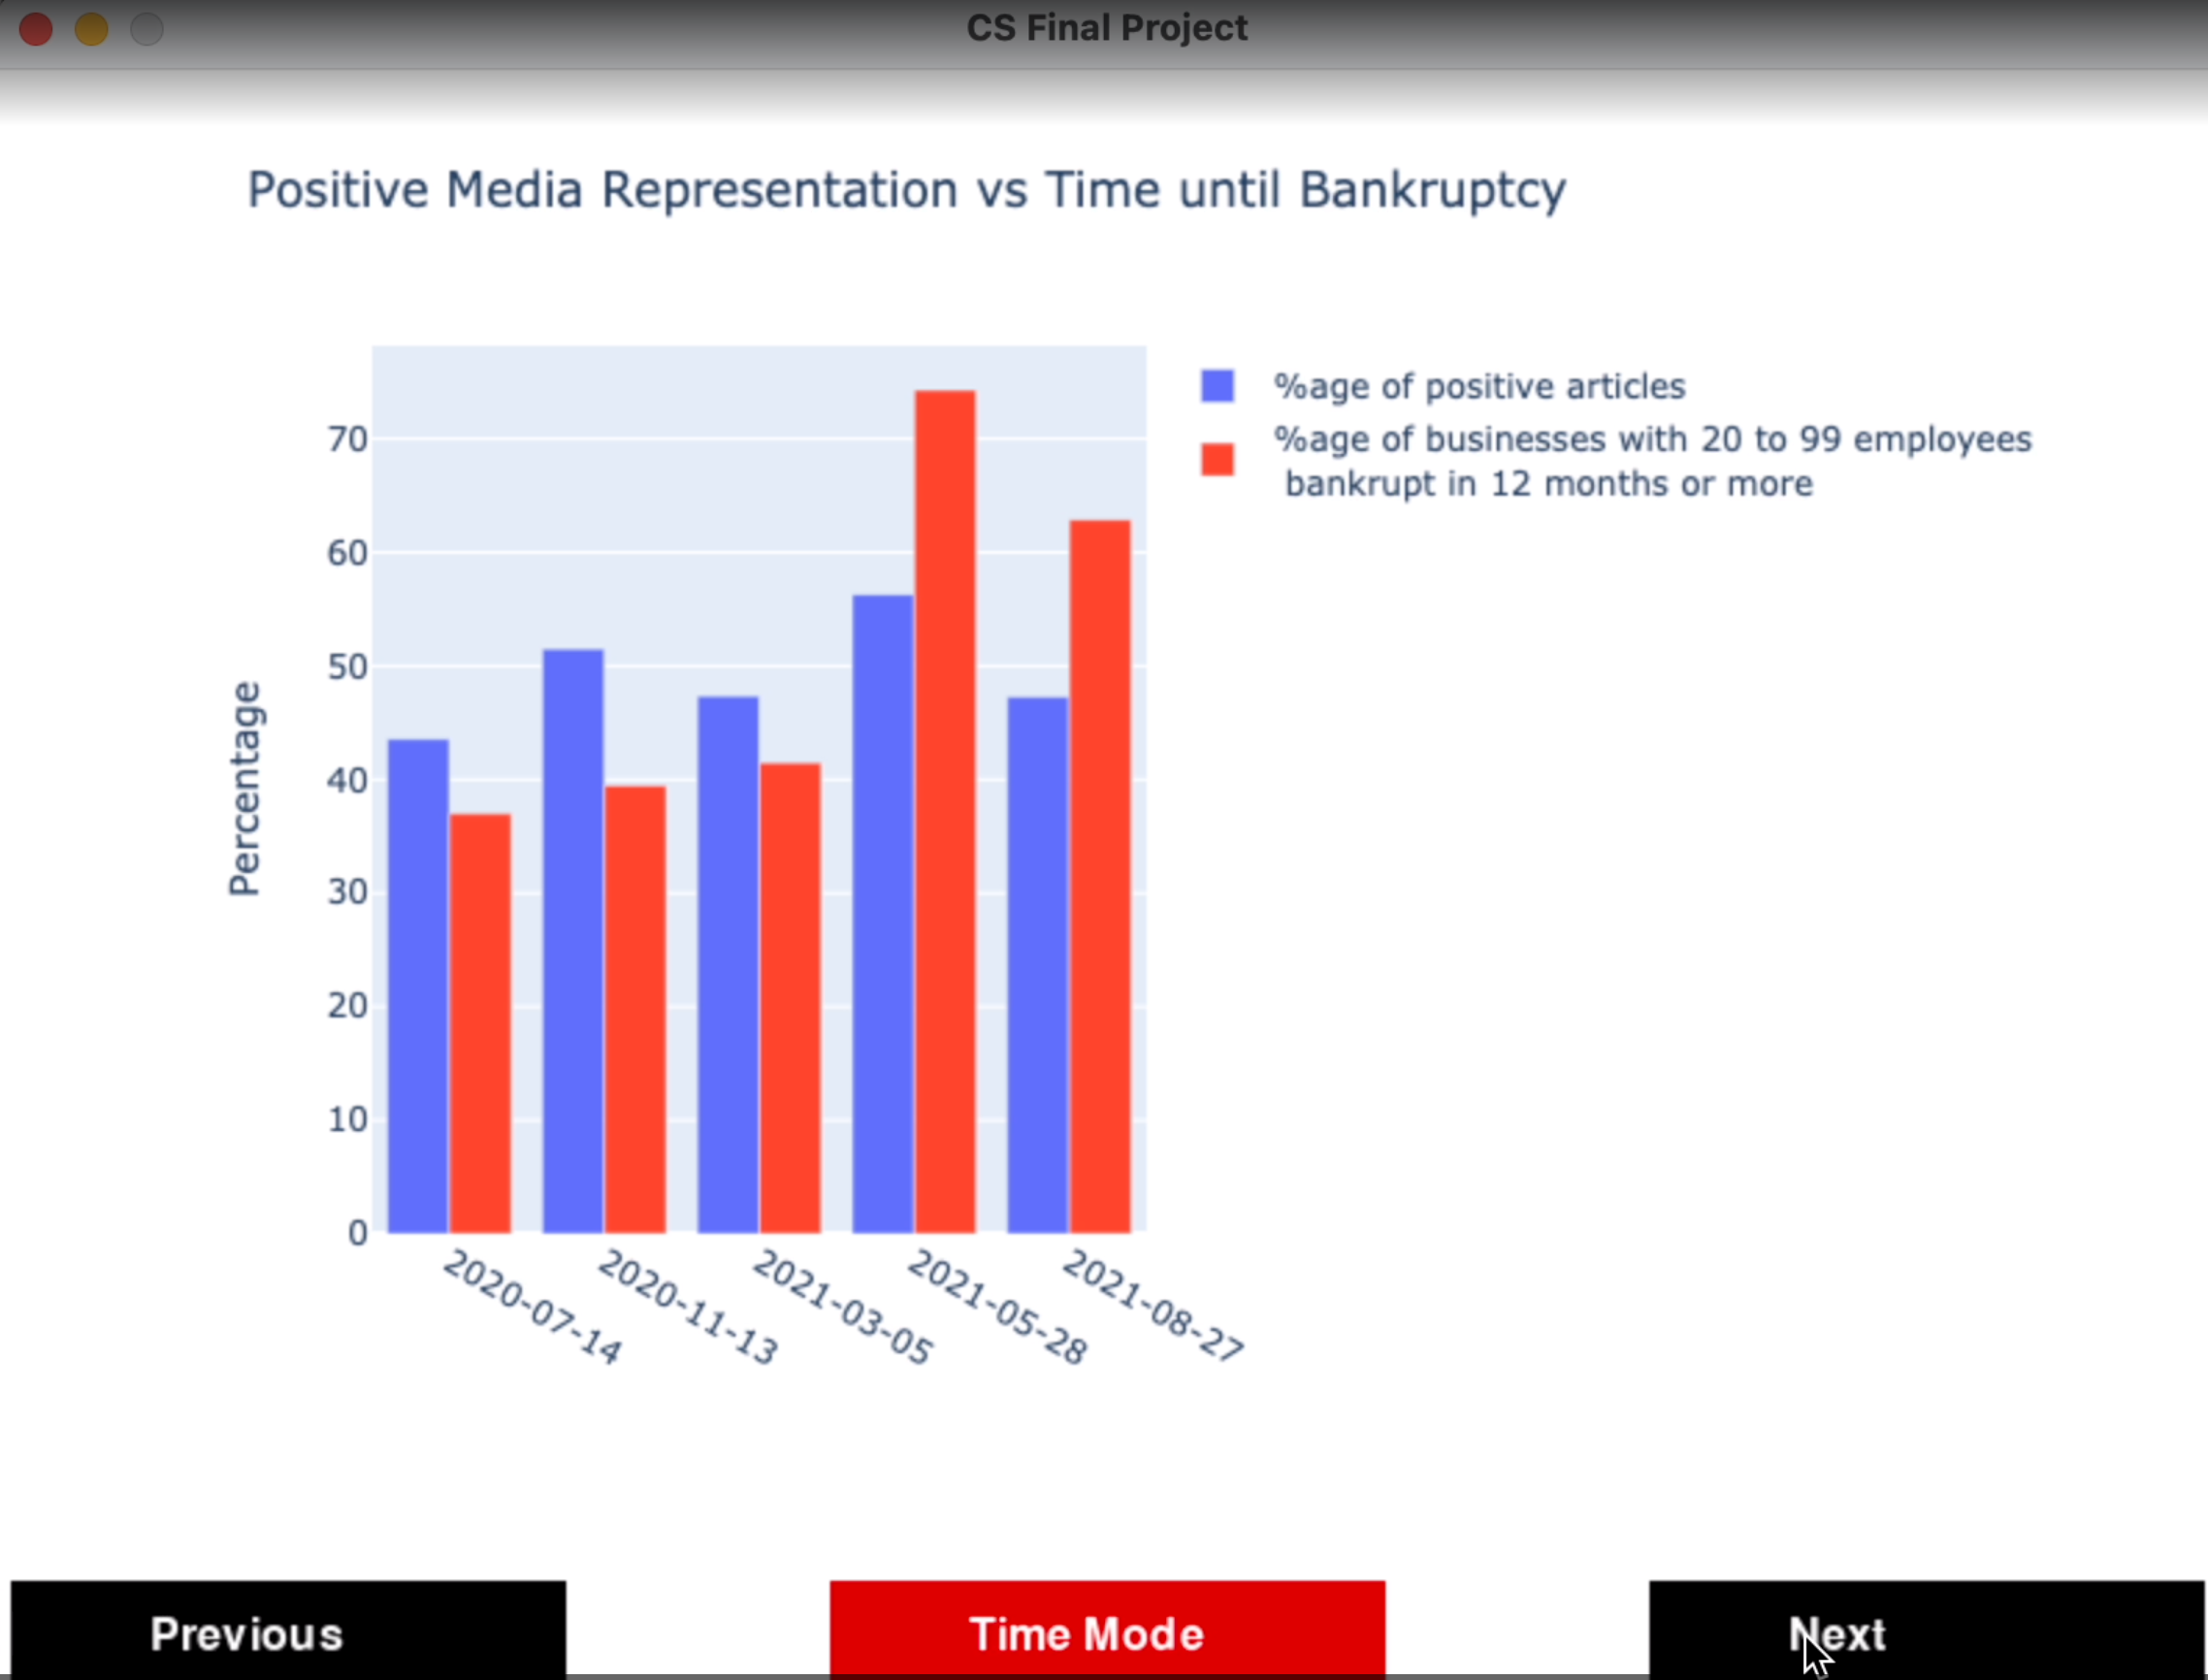 CS Final Project
Positive Media Representation vs Time until Bankruptcy
%age of positive articles
%age of businesses with 20 to 99 employees
bankrupt in 12 months or more
Percentage
70
60
50
40
30
20
10
0
2020-07-14
2020-11-13
2021-03-05
2021-05-28
2021-08-27
Previous
Time Mode
Next